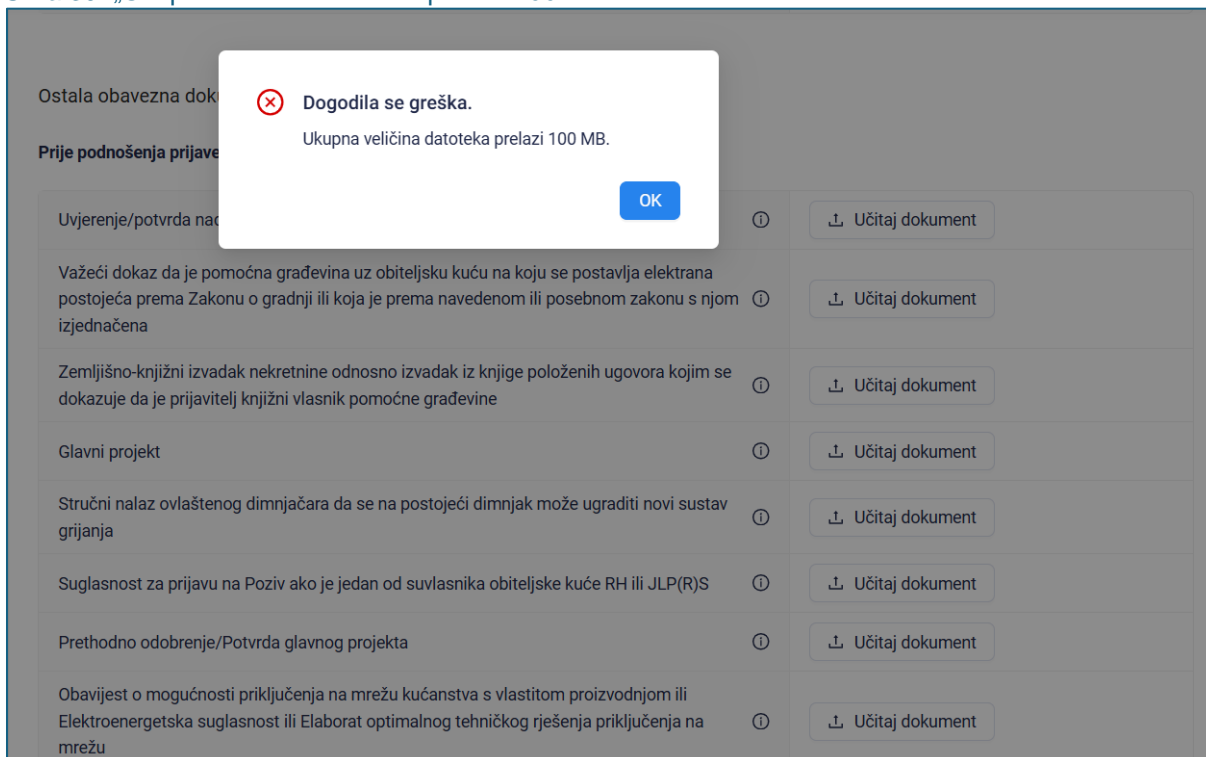 Ostala obavezna dok
Dogodila se greška.
Ukupna veličina datoteka prelazi 100 MB.
OK
Prije podnošenja prijave
Uvjerenje/potvrda
Učitaj dokument
Važeći dokaz da je pomoćna građevina uz obiteljsku kuću na koju se postavlja elektrana
postojeća prema Zakonu o gradnji ili koja je prema navedenom ili posebnom zakonu s njom
izjednačena
Učitaj dokument
Zemljišno-knjižni izvadak nekretnine odnosno izvadak iz knjige položenih ugovora kojim se
dokazuje da je prijavitelj knjižni vlasnik pomoćne građevine
Učitaj dokument
Glavni projekt
Učitaj dokument
Stručni nalaz ovlaštenog dimnjačara da se na postojeći dimnjak može ugraditi novi sustav
grijanja
Učitaj dokument
Suglasnost za prijavu na Poziv ako je jedan od suvlasnika obiteljske kuće RH ili JLP(R)S
Učitaj dokument
Prethodno odobrenje/Potvrda glavnog projekta
Učitaj dokument
Obavijest o mogućnosti priključenja na mrežu kućanstva s vlastitom proizvodnjom ili
Elektroenergetska suglasnost ili Elaborat optimalnog tehničkog rješenja priključenja na
mrežu
Učitaj dokument